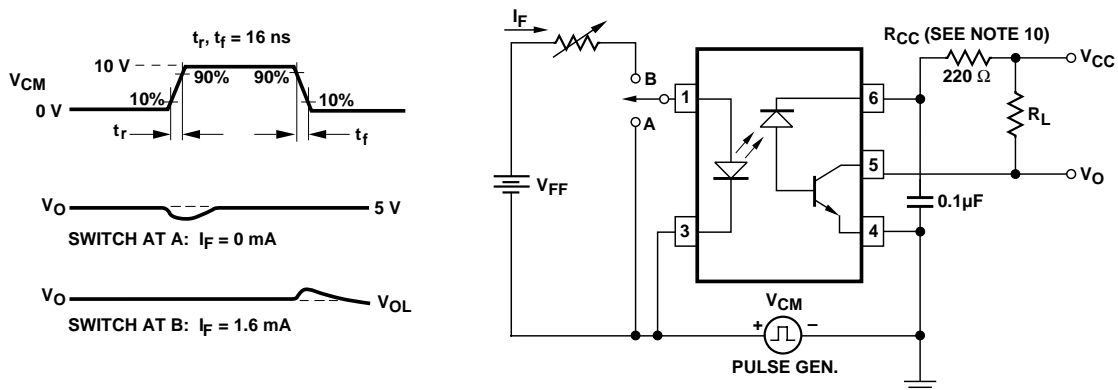 tr, tf = 16 ns
VCM
10 V
0 V
10%
90%
90%
10%
tr
tf
VO
5 V
SWITCH AT A: IF = 0 mA
VO
VOL
SWITCH AT B: IF = 1.6 mA
IF
B
A
VFF
1
3
6
5
4
RCC (SEE NOTE 10)
220 Ω
VCC
RL
VO
0.1µF
VCM
+
–
PULSE GEN.